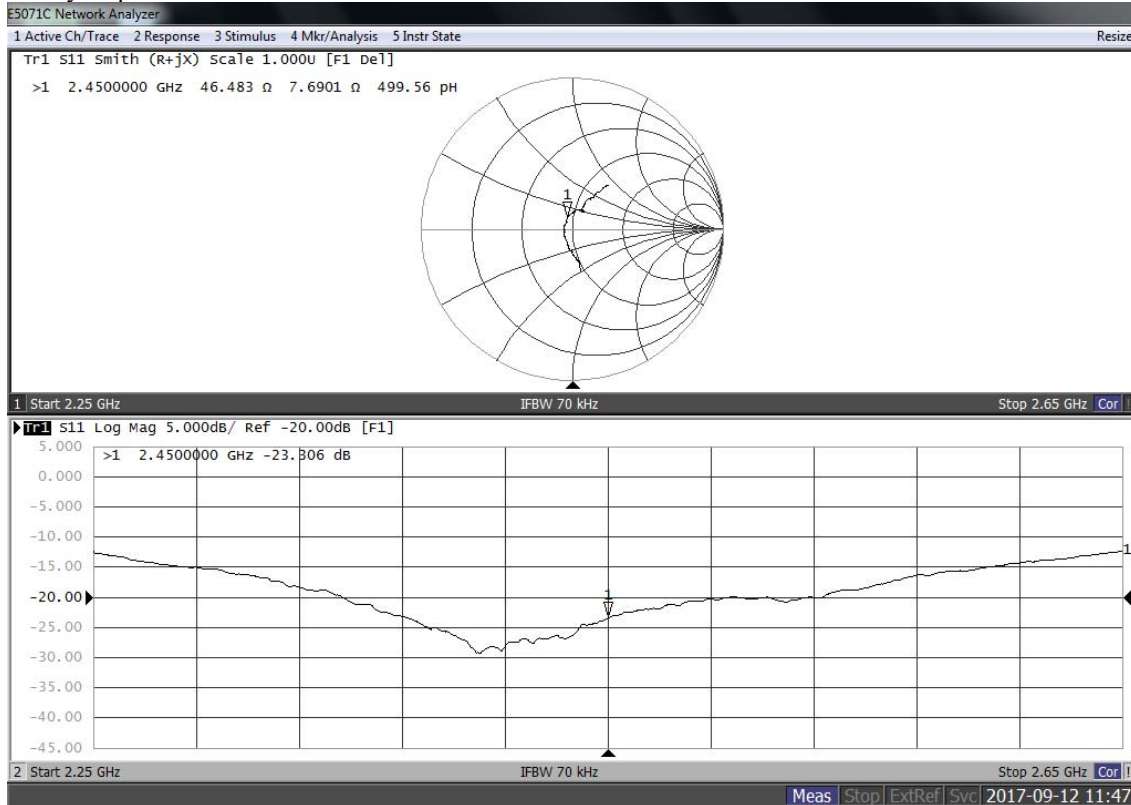 E5071C Network Analyzer
1 Active Ch/Trace 2 Response 3 Stimulus 4 Mkr/Analysis 5 Instr State Resize
Tr1 S11 Smith (R+jX) Scale 1.000U [F1 Del]
>1 2.4500000 GHz 46.483 Ω 7.6901 Ω 499.56 pH
1
1 Start 2.25 GHz IFBW 70 kHz Stop 2.65 GHz Cor !
Tr1 S11 Log Mag 5.000dB/ Ref -20.00dB [F1]
5.000
>1 2.4500000 GHz -23.306 dB
0.000
-5.000
-10.00
1
-15.00
-20.00
1
-25.00
-30.00
-35.00
-40.00
-45.00
2 Start 2.25 GHz IFBW 70 kHz Stop 2.65 GHz Cor !
Meas Stop ExtRef Svc 2017-09-12 11:47